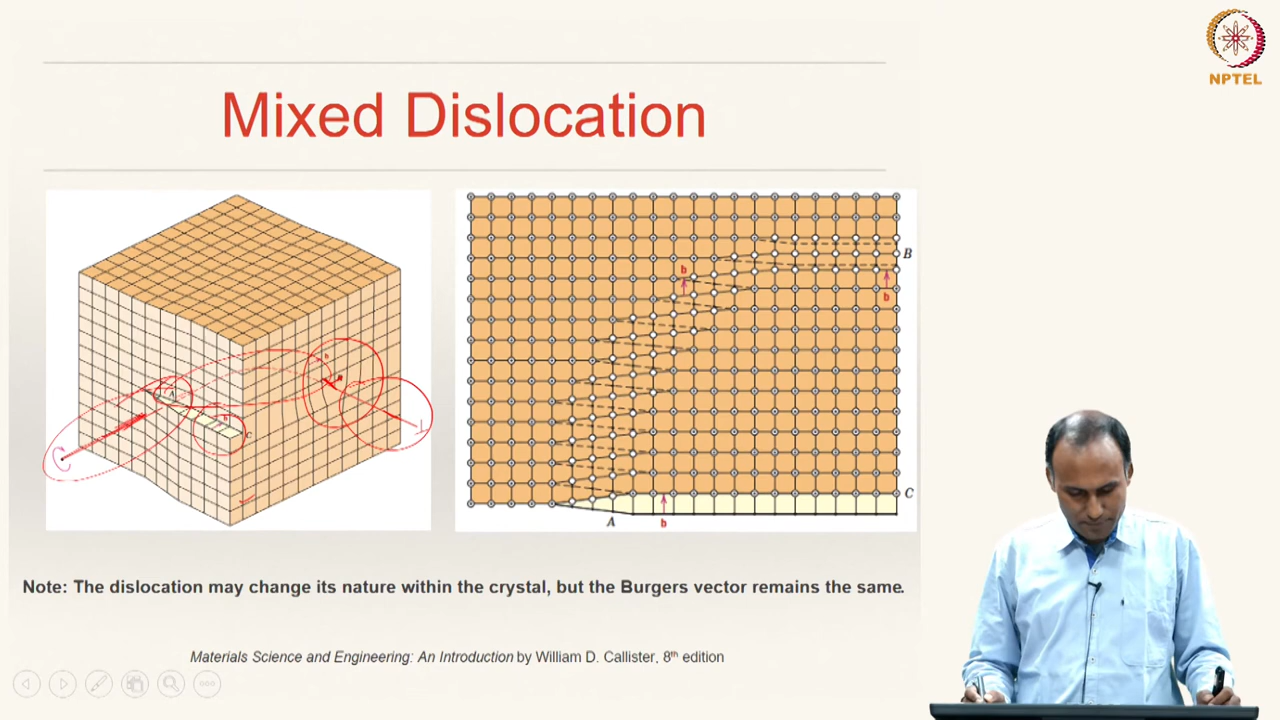 NPTEL
Mixed Dislocation
A
b
C
b
B
B
b
b
A
b
C
Note: The dislocation may change its nature within the crystal, but the Burgers vector remains the same.
Materials Science and Engineering: An Introduction by William D. Callister, 8th edition